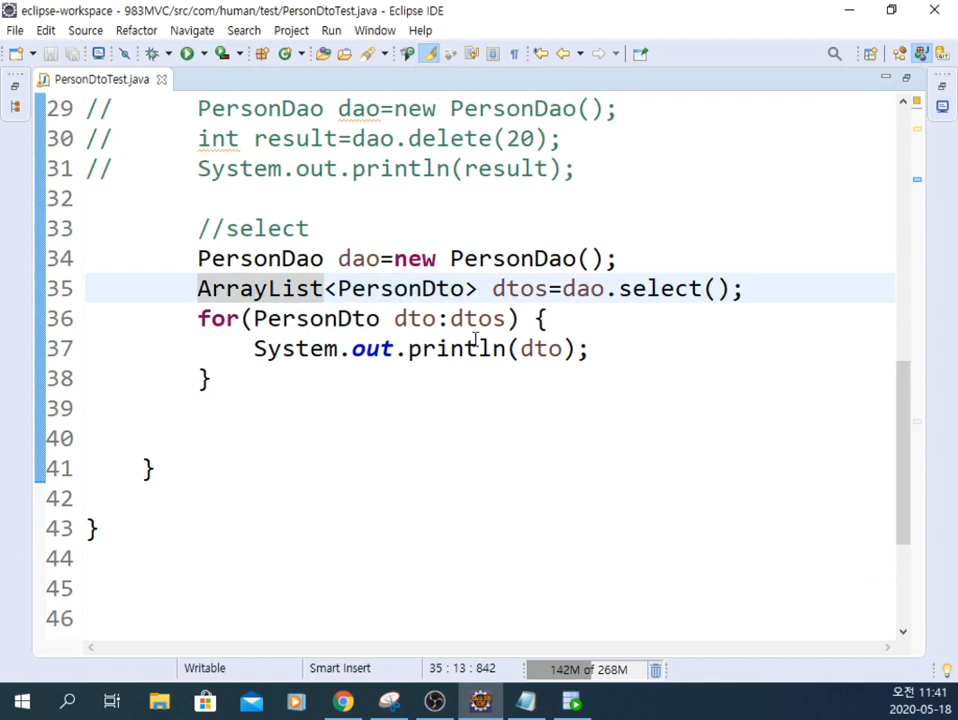 eclipse-workspace - 983MVC/src/com/human/test/PersonDtoTest.java - Eclipse IDE
File Edit Source Refactor Navigate Search Project Run Window Help
PersonDtoTest.java
29 // PersonDao dao=new PersonDao();
30 // int result=dao.delete(20);
31 // System.out.println(result);
32
33 //select
34 PersonDao dao=new PersonDao();
35 ArrayList<PersonDto> dtos=dao.select();
36 for(PersonDto dto:dtos) {
37 System.out.println(dto);
38 }
39
40
41 }
42
43 }
44
45
46
Writable Smart Insert 35 : 13 : 842 142M of 268M
오전 11:41
2020-05-18